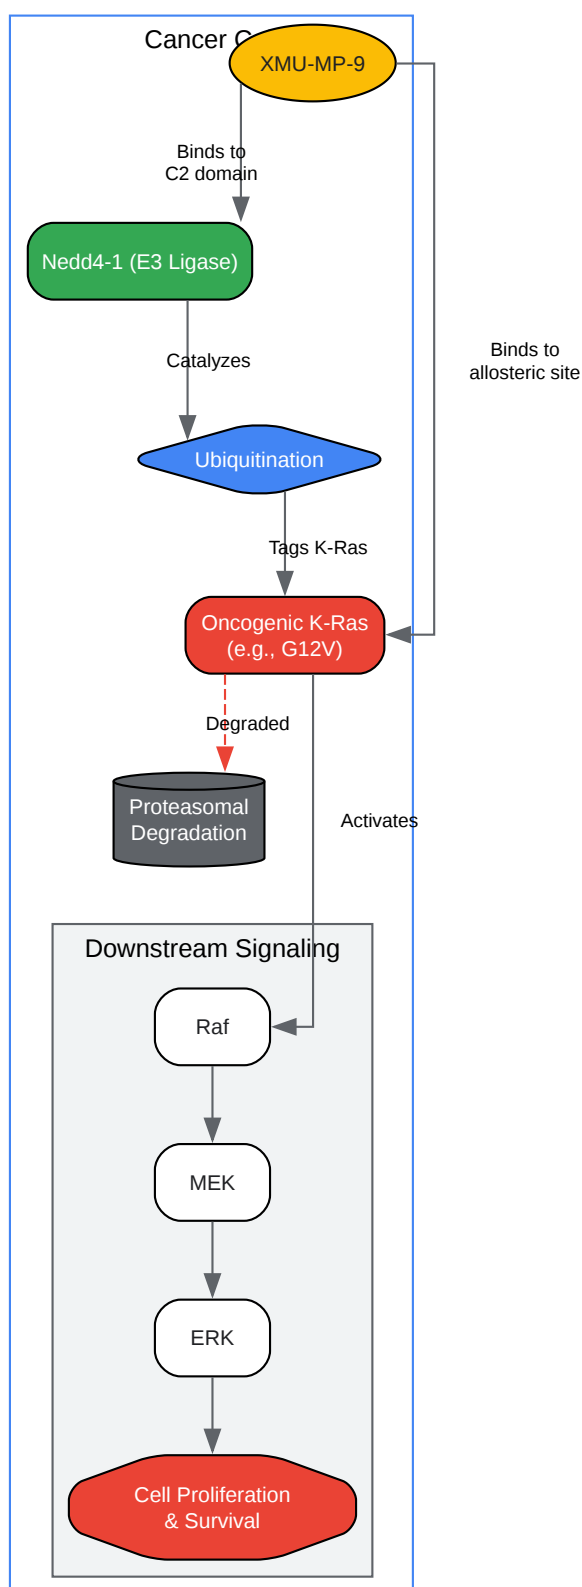 Cancer C
XMU-MP-9
Binds to
C2 domain
Nedd4-1 (E3 Ligase)
Binds to
allosteric site
Catalyzes
Ubiquitination
Tags K-Ras
Oncogenic K-Ras
(e.g., G12V)
Degraded
Proteasomal
Degradation
Activates
Downstream Signaling
Raf
MEK
ERK
Cell Proliferation
& Survival